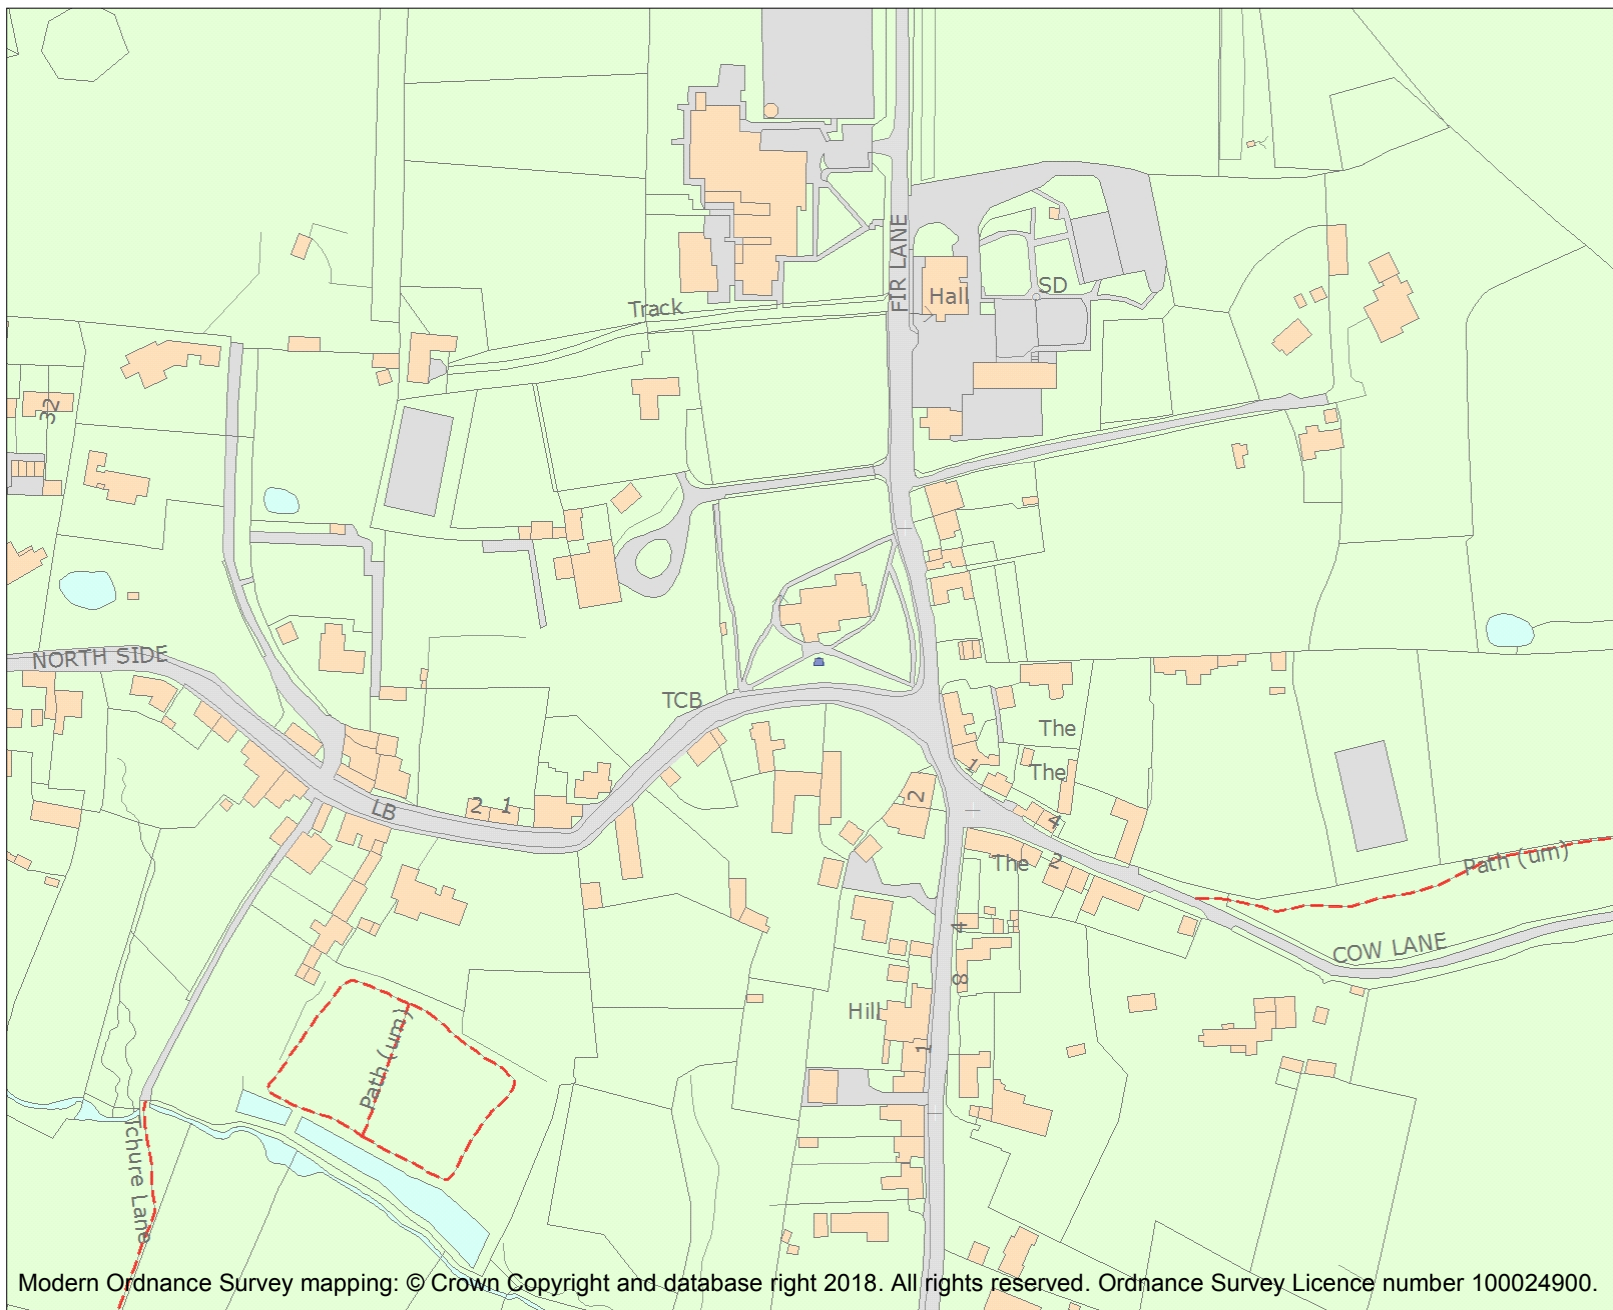 FIR LANE
Hall
SD
Track
32
NORTH SIDE
TCB
The
1
The
2
LB
2 1
4
The
2
Path (um)
4
COW LANE
8
Hill
Path (um)
1
Tchure Lane
Modern Ordnance Survey mapping: © Crown Copyright and database right 2018. All rights reserved. Ordnance Survey Licence number 100024900.